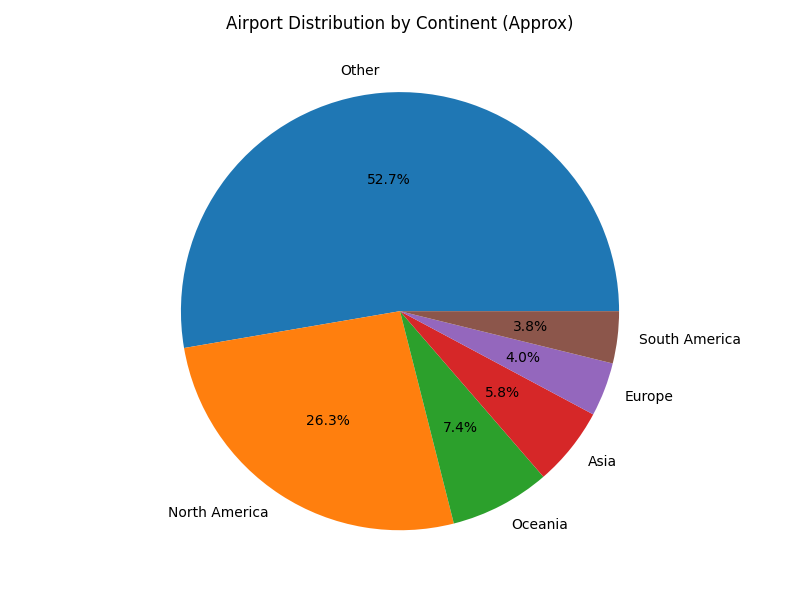 Airport Distribution by Continent (Approx)
Other
52.7%
3.8%
South America
4.0%
Europe
5.8%
Asia
26.3%
7.4%
North America
Oceania